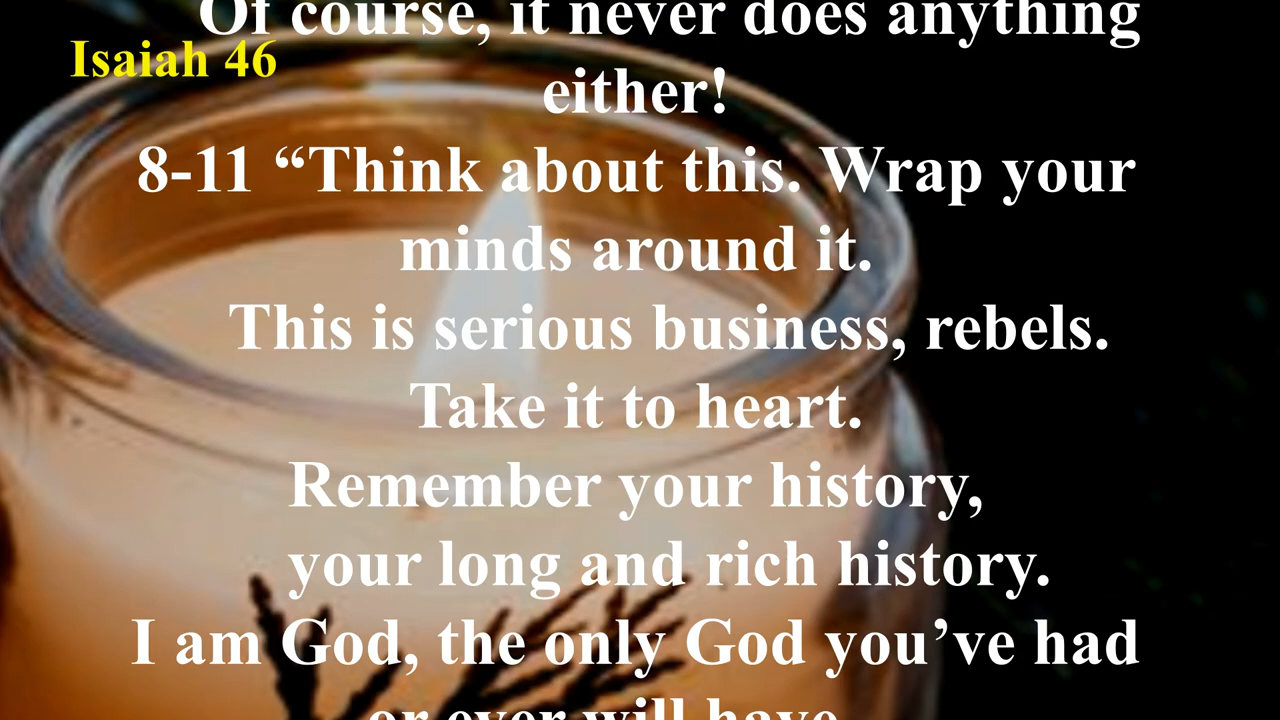 Of course, it never does anything
Isaiah 46
either!
8-11 “Think about this. Wrap your
minds around it.
This is serious business, rebels.
Take it to heart.
Remember your history,
your long and rich history.
I am God, the only God you’ve had
or ever will have